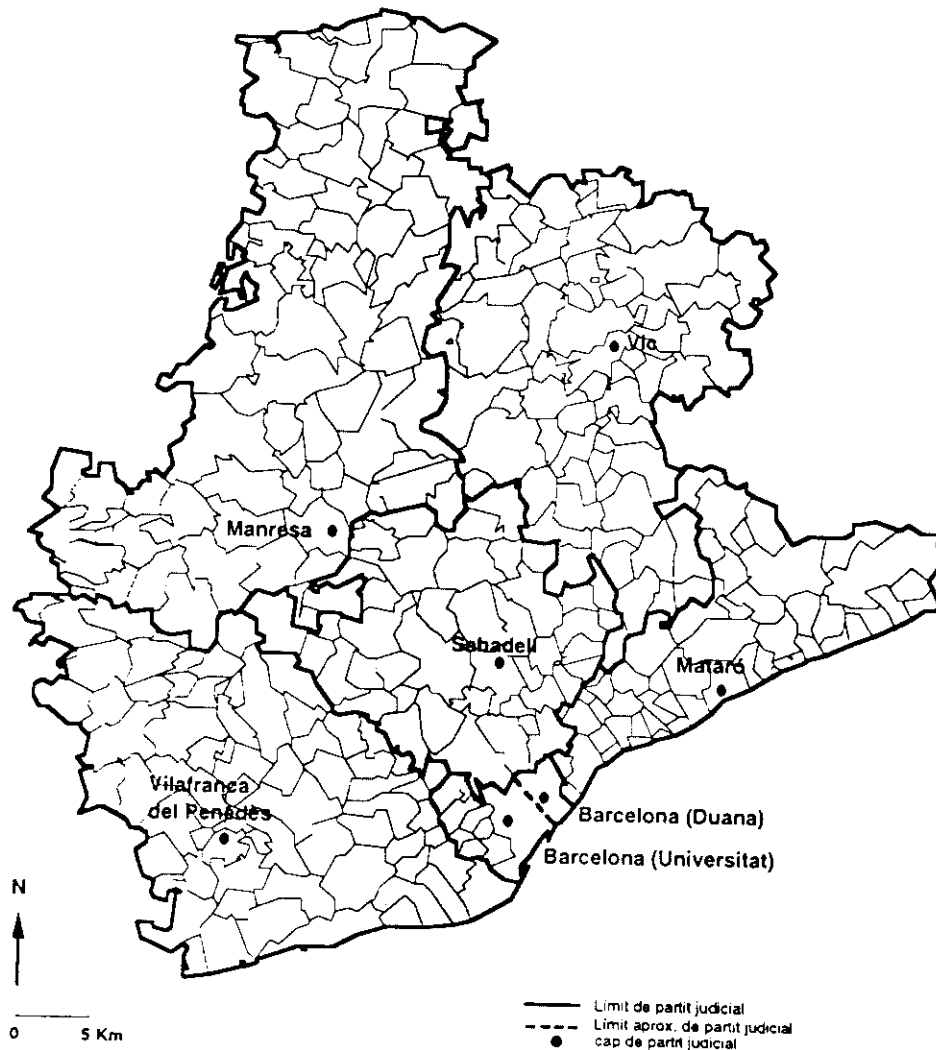 Vic
Manresa
Sabadell
Mataró
Vilafranca
del Penedès
Barcelona (Duana)
Barcelona (Universitat)
N
0 5 Km
Límit de partit judicial
Límit aprox. de partit judicial
cap de partit judicial